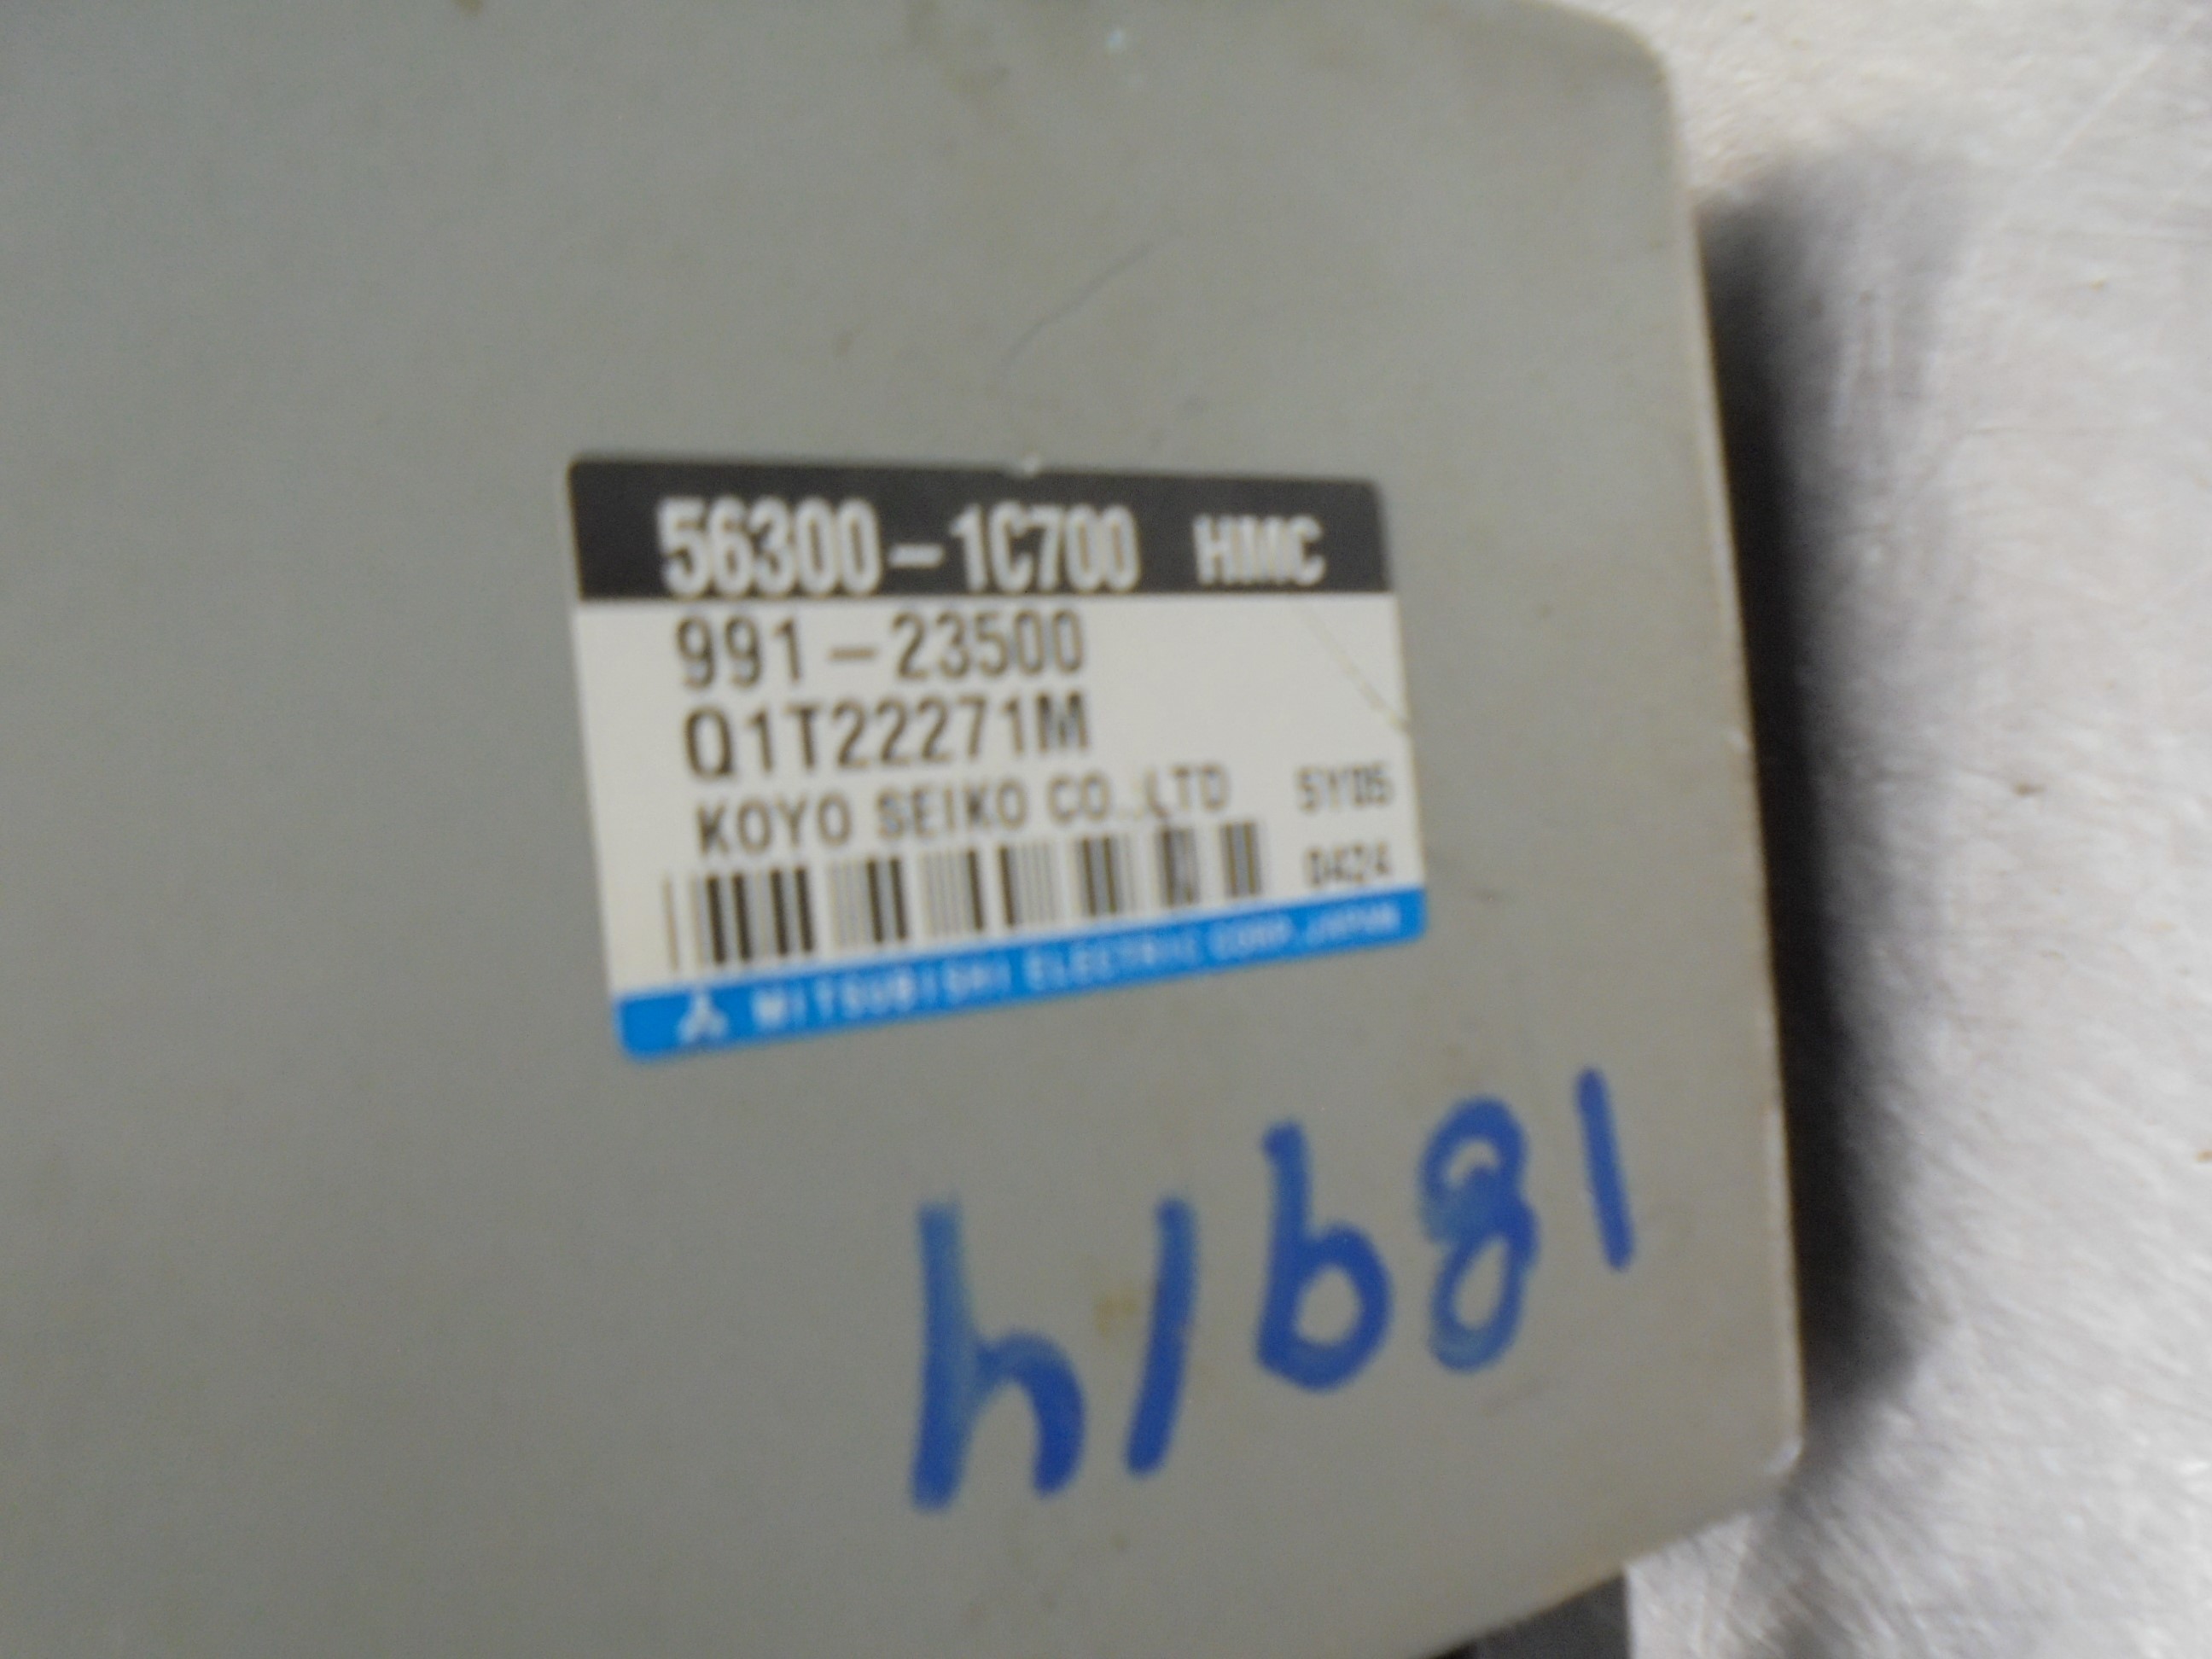 56300-1C700 HMC
991-23500
Q1T22271M
KOYO SEIKO CO.,LTD 5Y05
0424
MITSUBISHI ELECTRIC CORP. JAPAN
18914